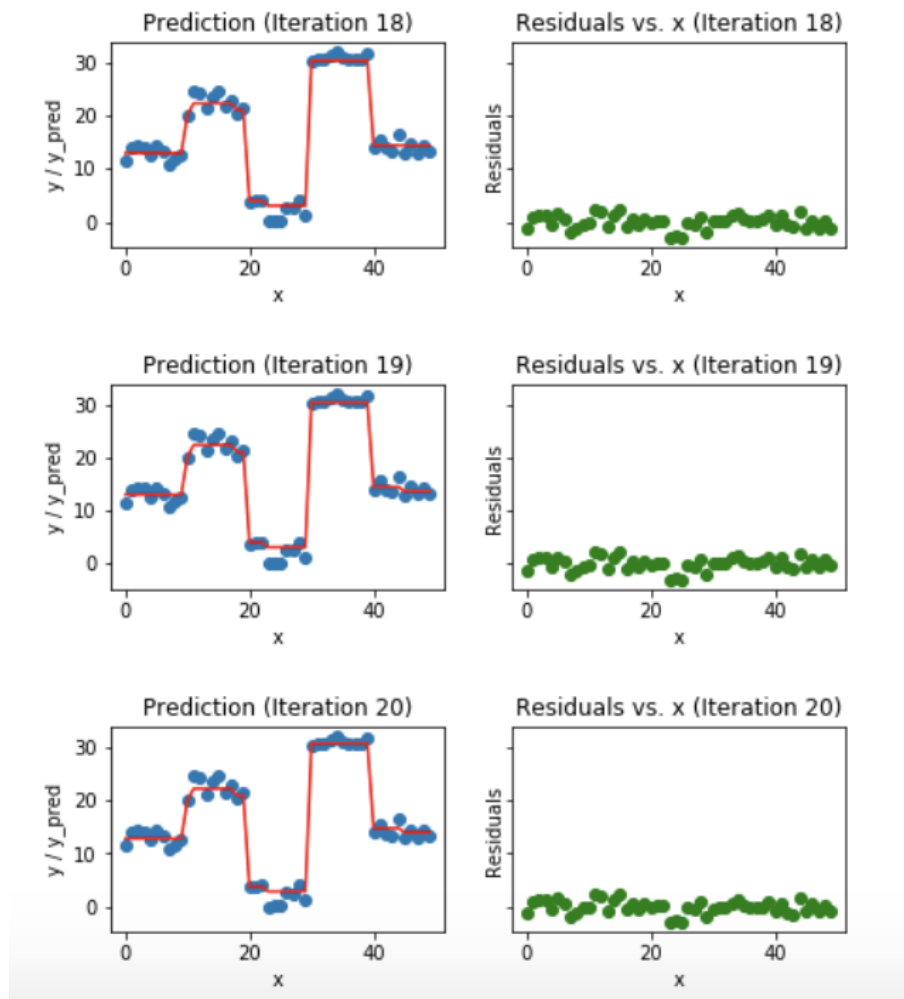 Prediction (Iteration 18)
Residuals vs. x (Iteration 18)
30
20
10
0
y / y_pred
Residuals
0 20 40
0 20 40
x
x
Prediction (Iteration 19)
Residuals vs. x (Iteration 19)
30
20
10
0
y / y_pred
Residuals
0 20 40
0 20 40
x
x
Prediction (Iteration 20)
Residuals vs. x (Iteration 20)
30
20
10
0
y / y_pred
Residuals
0 20 40
0 20 40
x
x